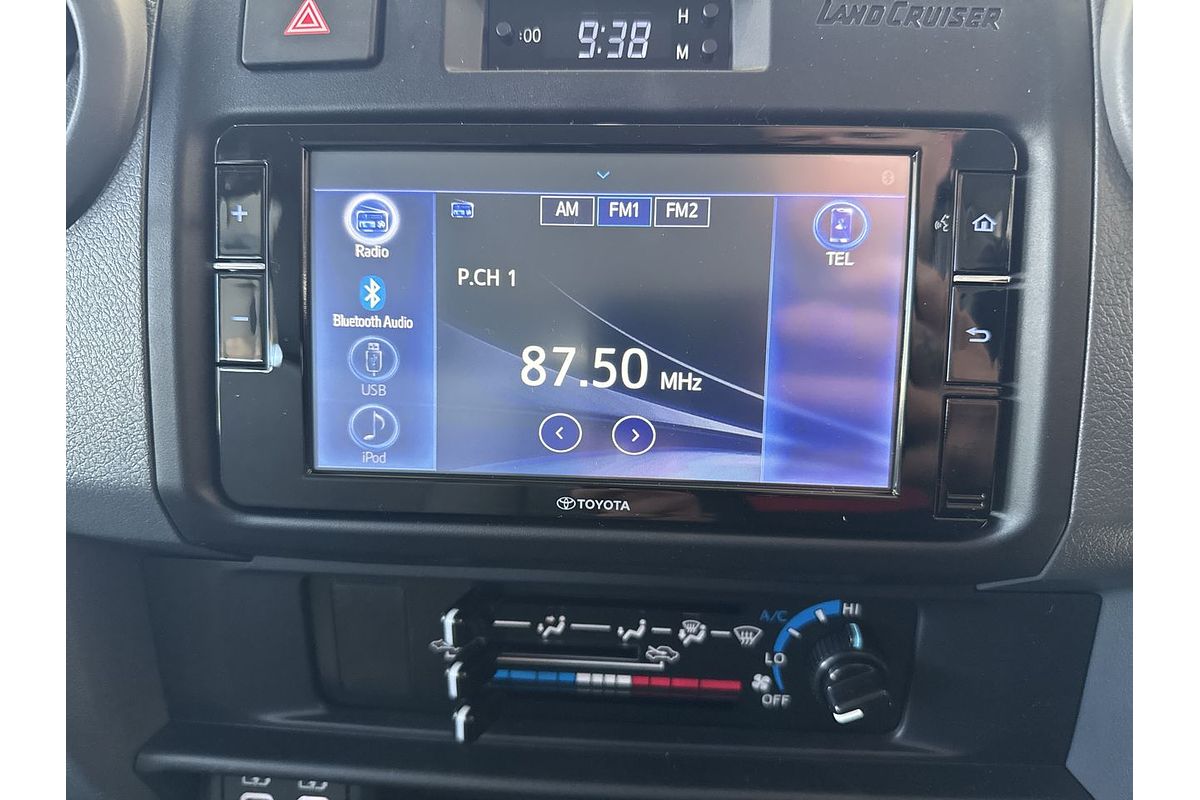 :00 9:38 H
M
LANDCRUISER
AM FM1 FM2
Radio
TEL
P.CH 1
Bluetooth Audio
87.50 MHz
USB
iPod
TOYOTA
A/C HI
LO
OFF